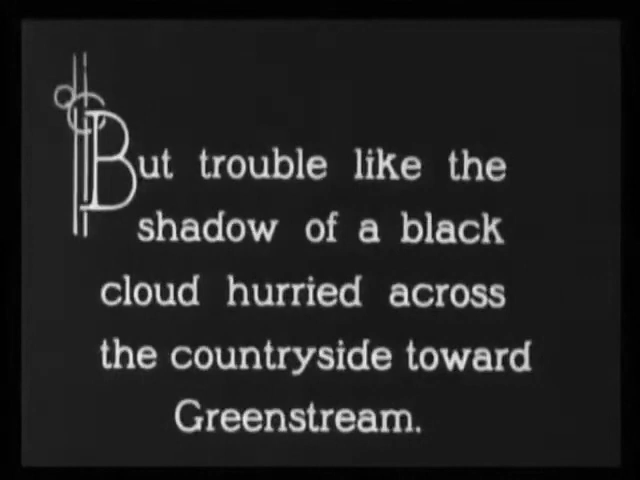 But trouble like the
shadow of a black
cloud hurried across
the countryside toward
Greenstream.